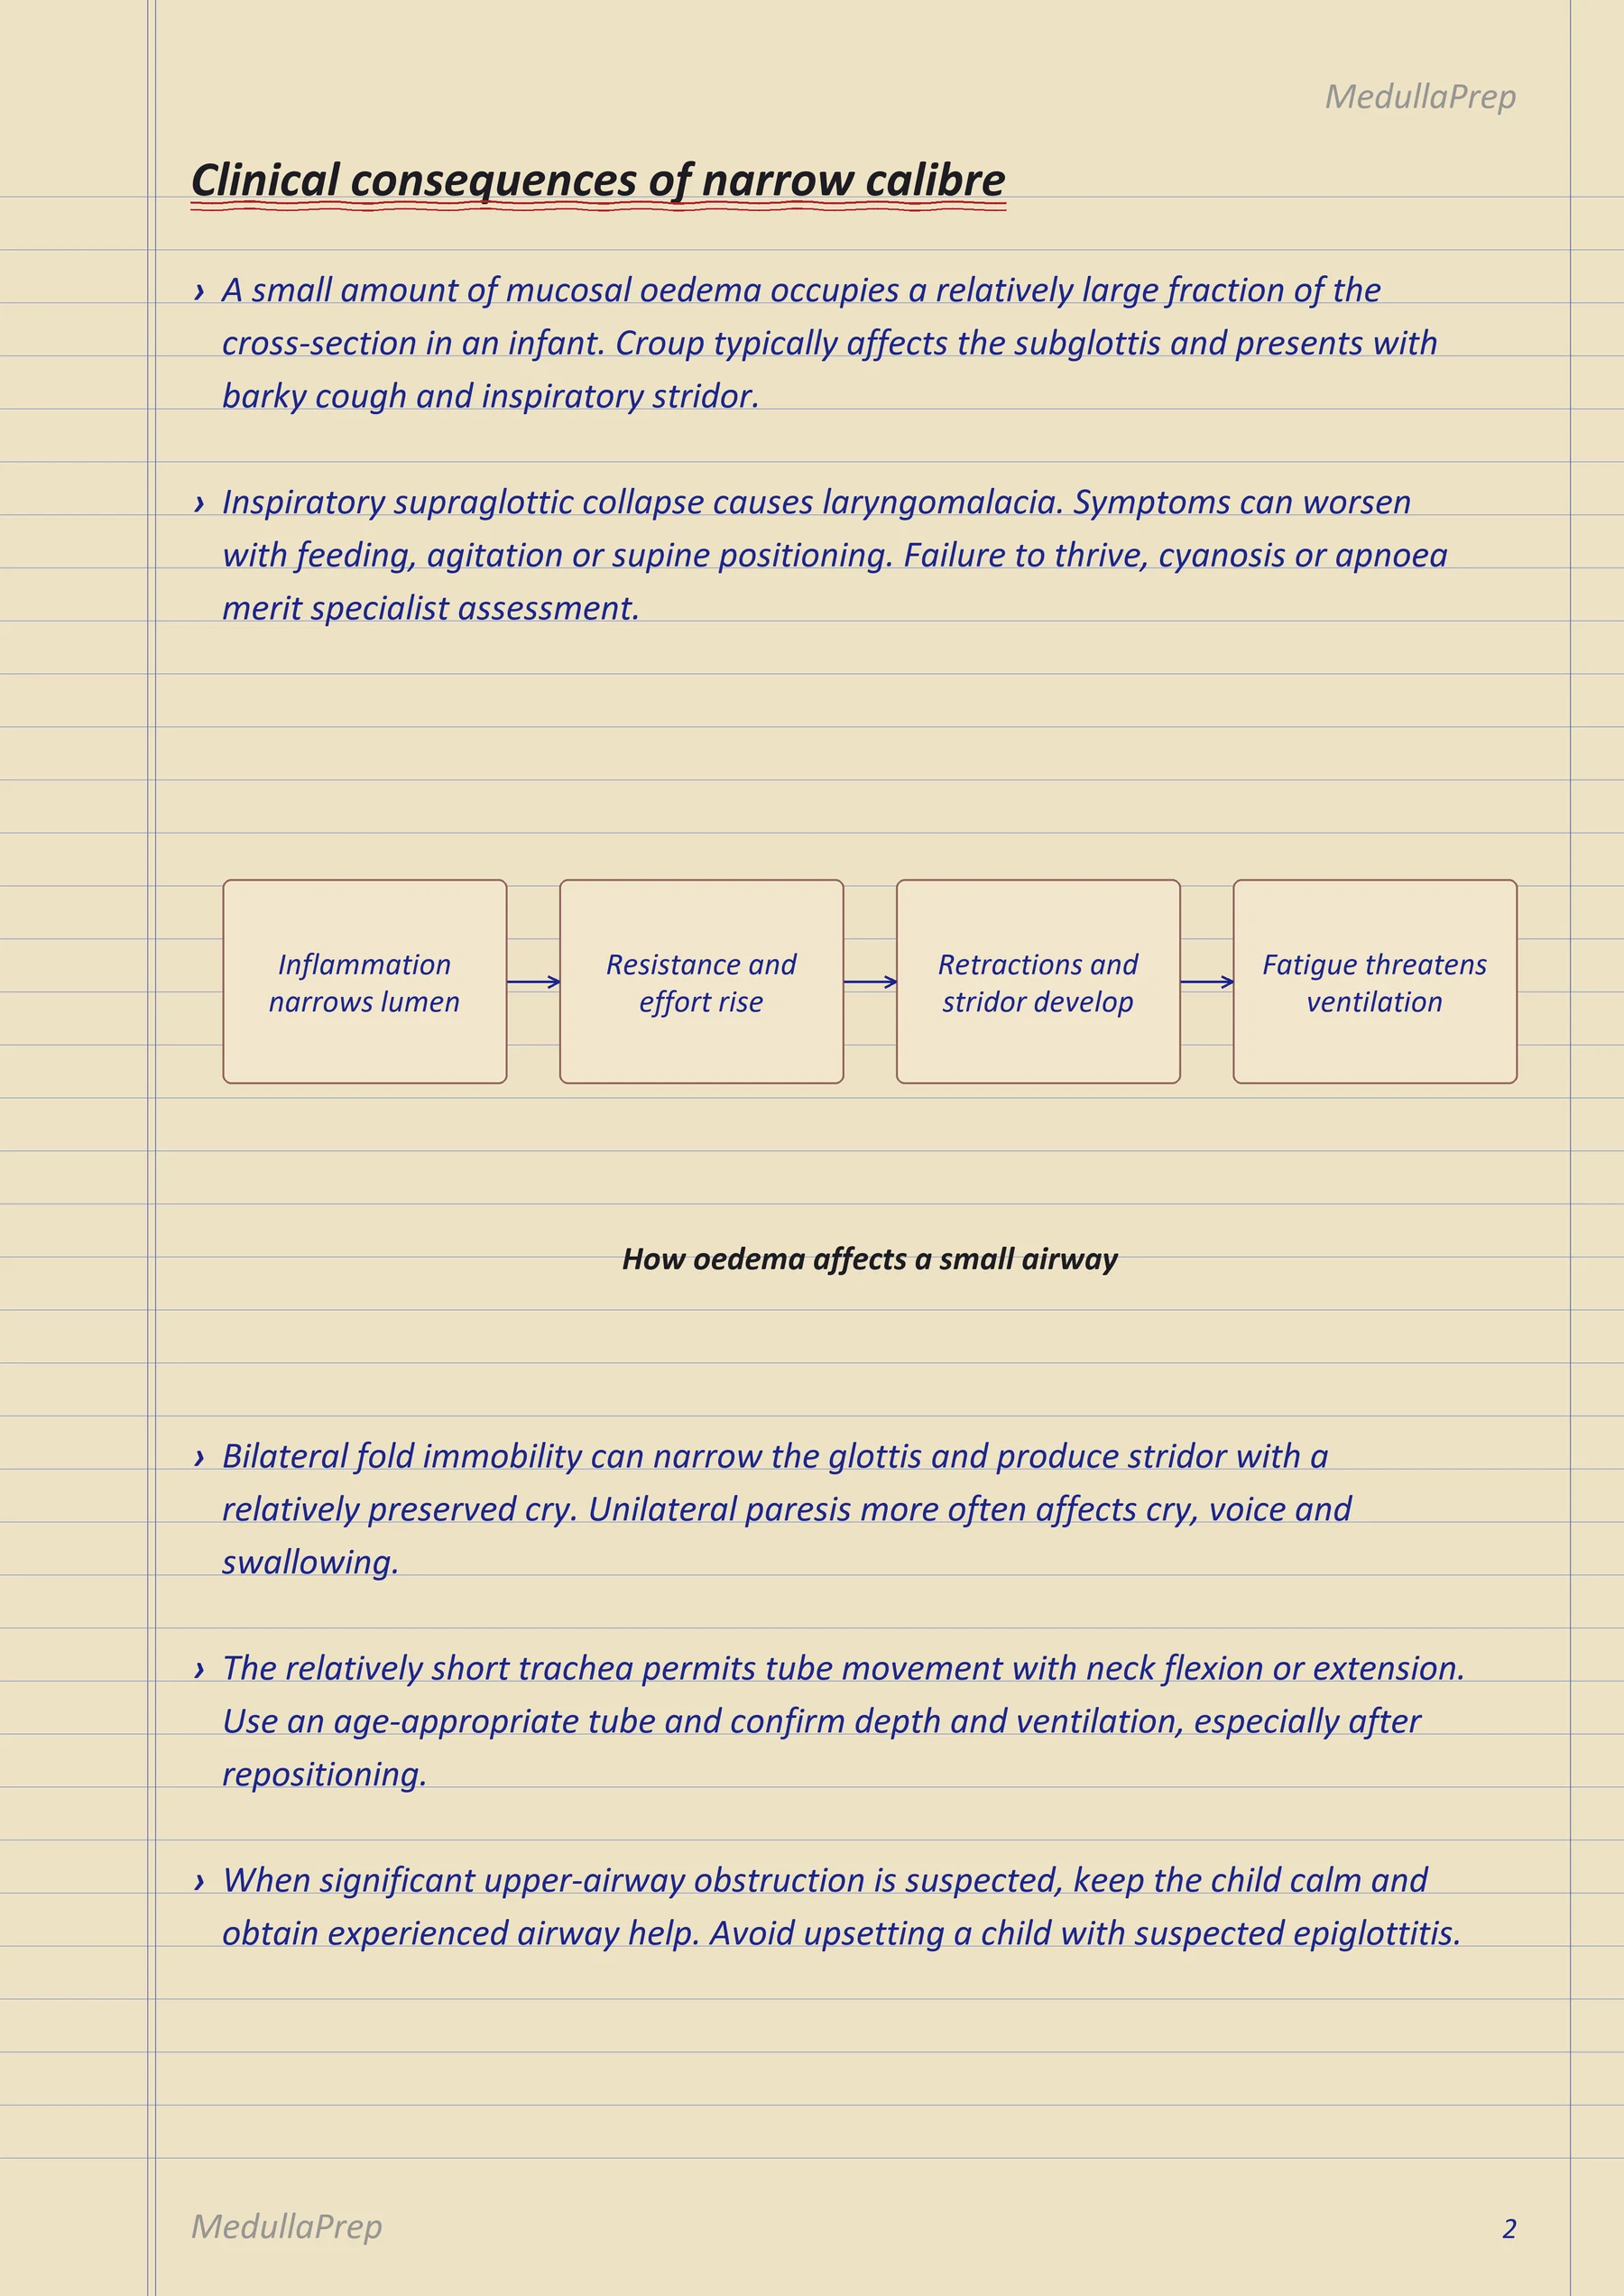 MedullaPrep
Clinical consequences of narrow calibre
› A small amount of mucosal oedema occupies a relatively large fraction of the
cross-section in an infant. Croup typically affects the subglottis and presents with
barky cough and inspiratory stridor.
› Inspiratory supraglottic collapse causes laryngomalacia. Symptoms can worsen
with feeding, agitation or supine positioning. Failure to thrive, cyanosis or apnoea
merit specialist assessment.
Inflammation
narrows lumen
Resistance and
effort rise
Retractions and
stridor develop
Fatigue threatens
ventilation
How oedema affects a small airway
› Bilateral fold immobility can narrow the glottis and produce stridor with a
relatively preserved cry. Unilateral paresis more often affects cry, voice and
swallowing.
› The relatively short trachea permits tube movement with neck flexion or extension.
Use an age-appropriate tube and confirm depth and ventilation, especially after
repositioning.
› When significant upper-airway obstruction is suspected, keep the child calm and
obtain experienced airway help. Avoid upsetting a child with suspected epiglottitis.
MedullaPrep
2